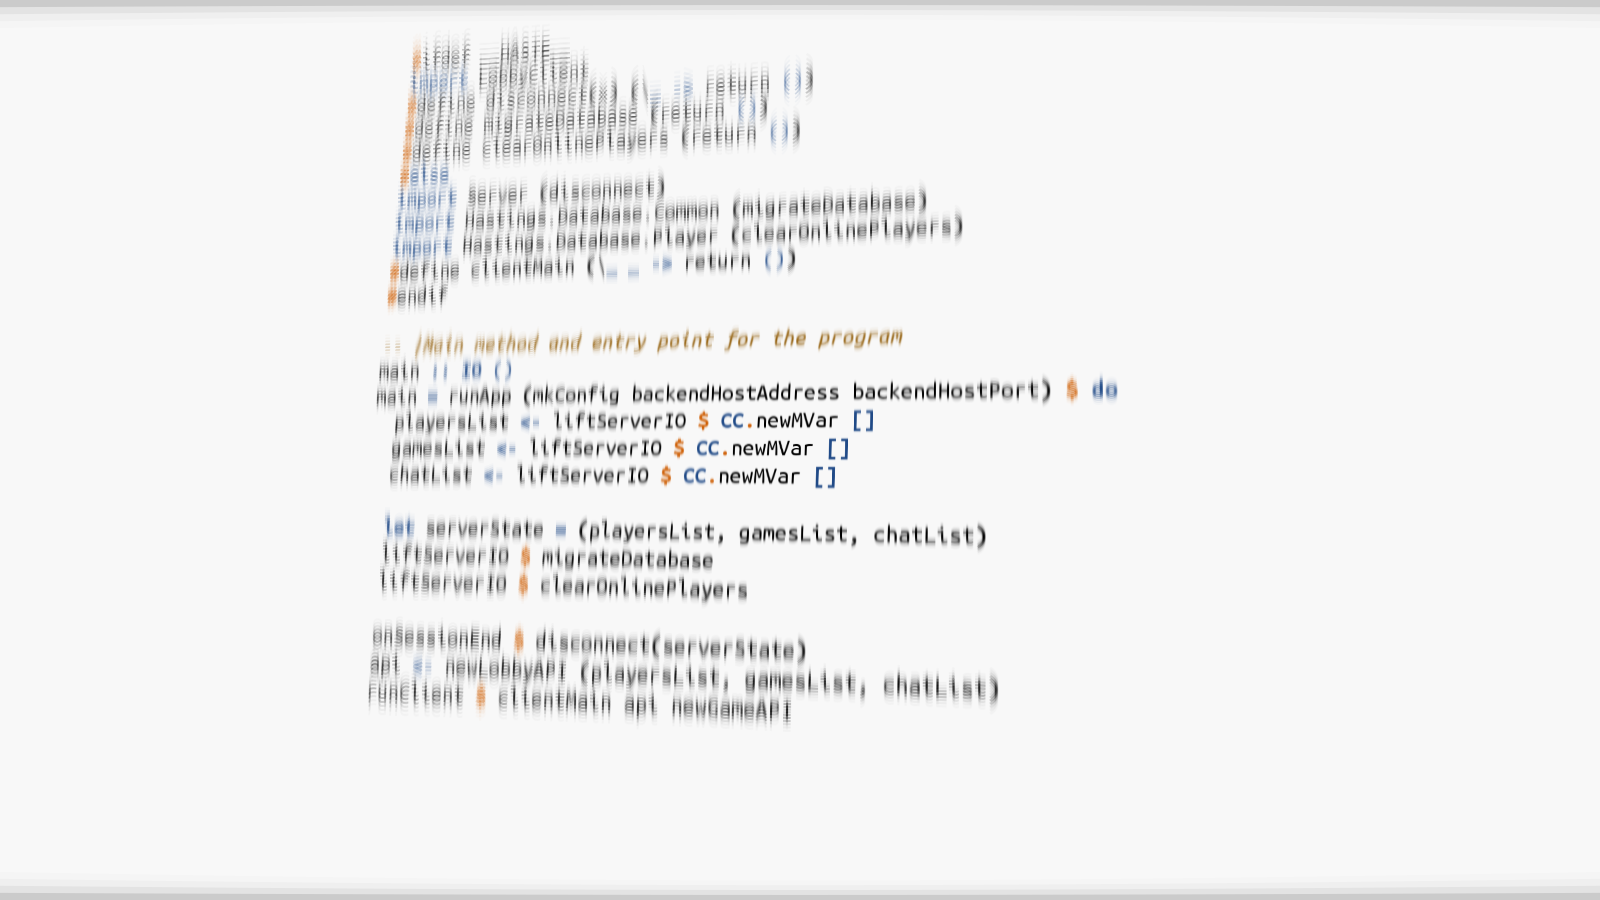 #ifdef __HASTE__
import LobbyClient
#define disconnect(x) (\_ -> return ())
#define migrateDatabase (return ())
#define clearOnlinePlayers (return ())
#else
import Server (disconnect)
import Hastings.Database.Common (migrateDatabase)
import Hastings.Database.Player (clearOnlinePlayers)
#define clientMain (\_ _ -> return ())
#endif
-- |Main method and entry point for the program
main :: IO ()
main = runApp (mkConfig backendHostAddress backendHostPort) $ do
playersList <- liftServerIO $ CC.newMVar []
gamesList <- liftServerIO $ CC.newMVar []
chatList <- liftServerIO $ CC.newMVar []
let serverState = (playersList, gamesList, chatList)
liftServerIO $ migrateDatabase
liftServerIO $ clearOnlinePlayers
onSessionEnd $ disconnect(serverState)
api <- newLobbyAPI (playersList, gamesList, chatList)
runClient $ clientMain api newGameAPI